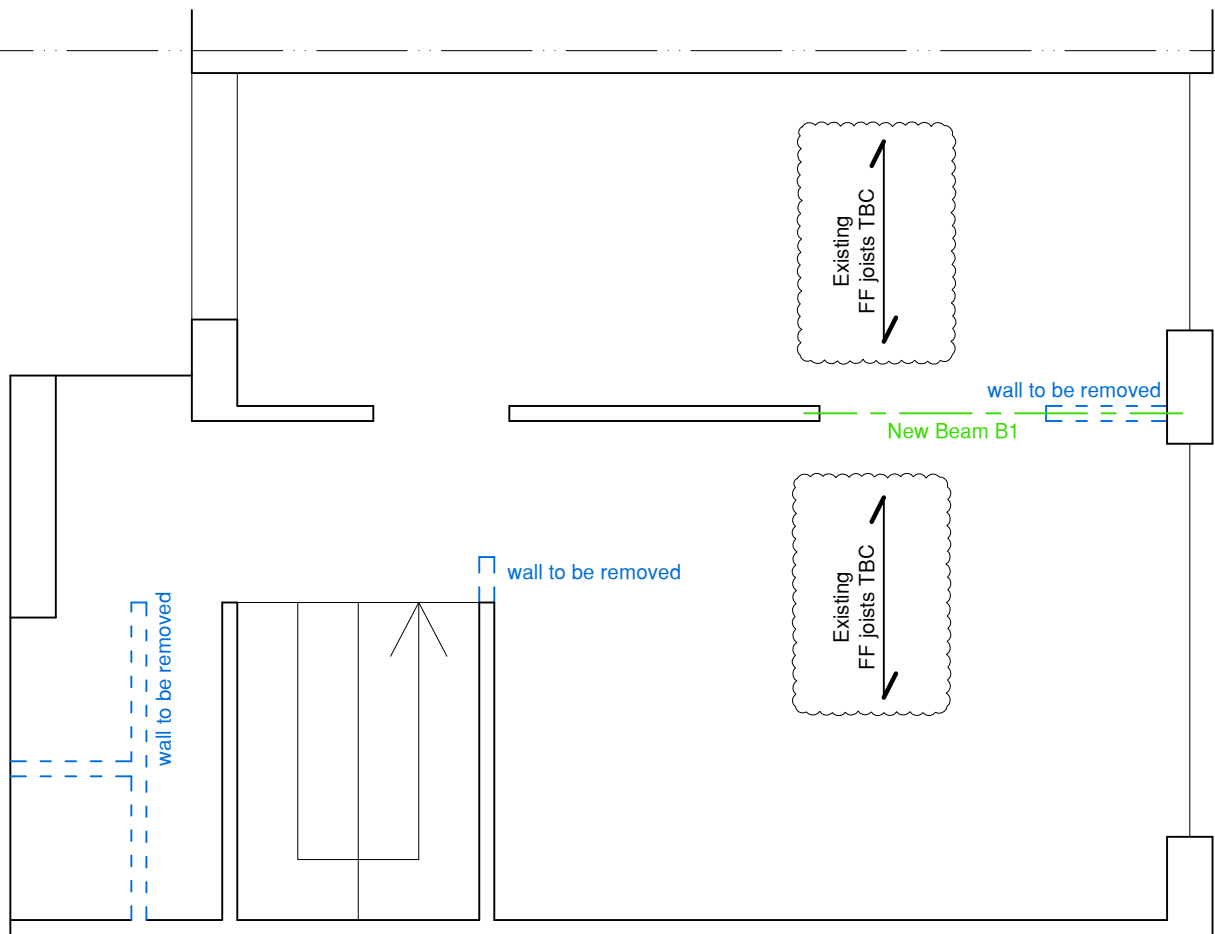 Existing
FF joists TBC
wall to be removed
New Beam B1
wall to be removed
Existing
FF joists TBC
wall to be removed